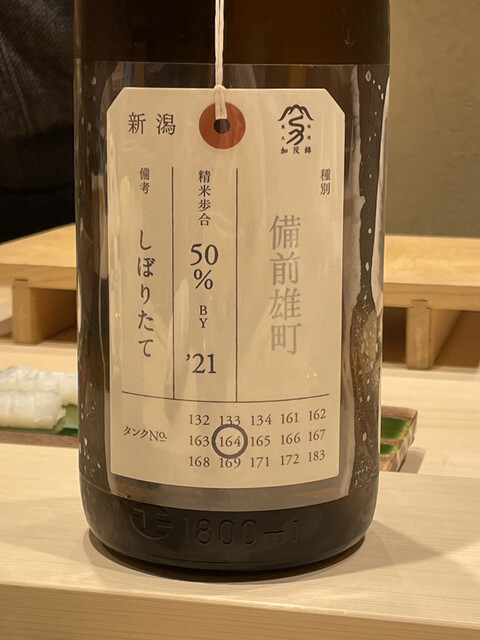 新潟
加茂錦
種別
備前雄町
精米歩合
50%
BY
'21
備考
しぼりたて
タンクNo.
132 133 134 161 162
163 164 165 166 167
168 169 171 172 183
1800ml